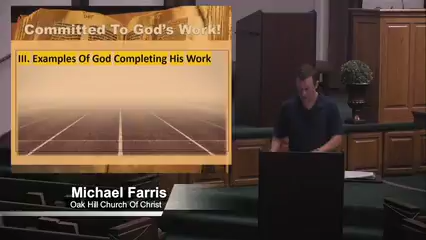 Committed To God's Work!
III. Examples Of God Completing His Work
Michael Farris
Oak Hill Church Of Christ